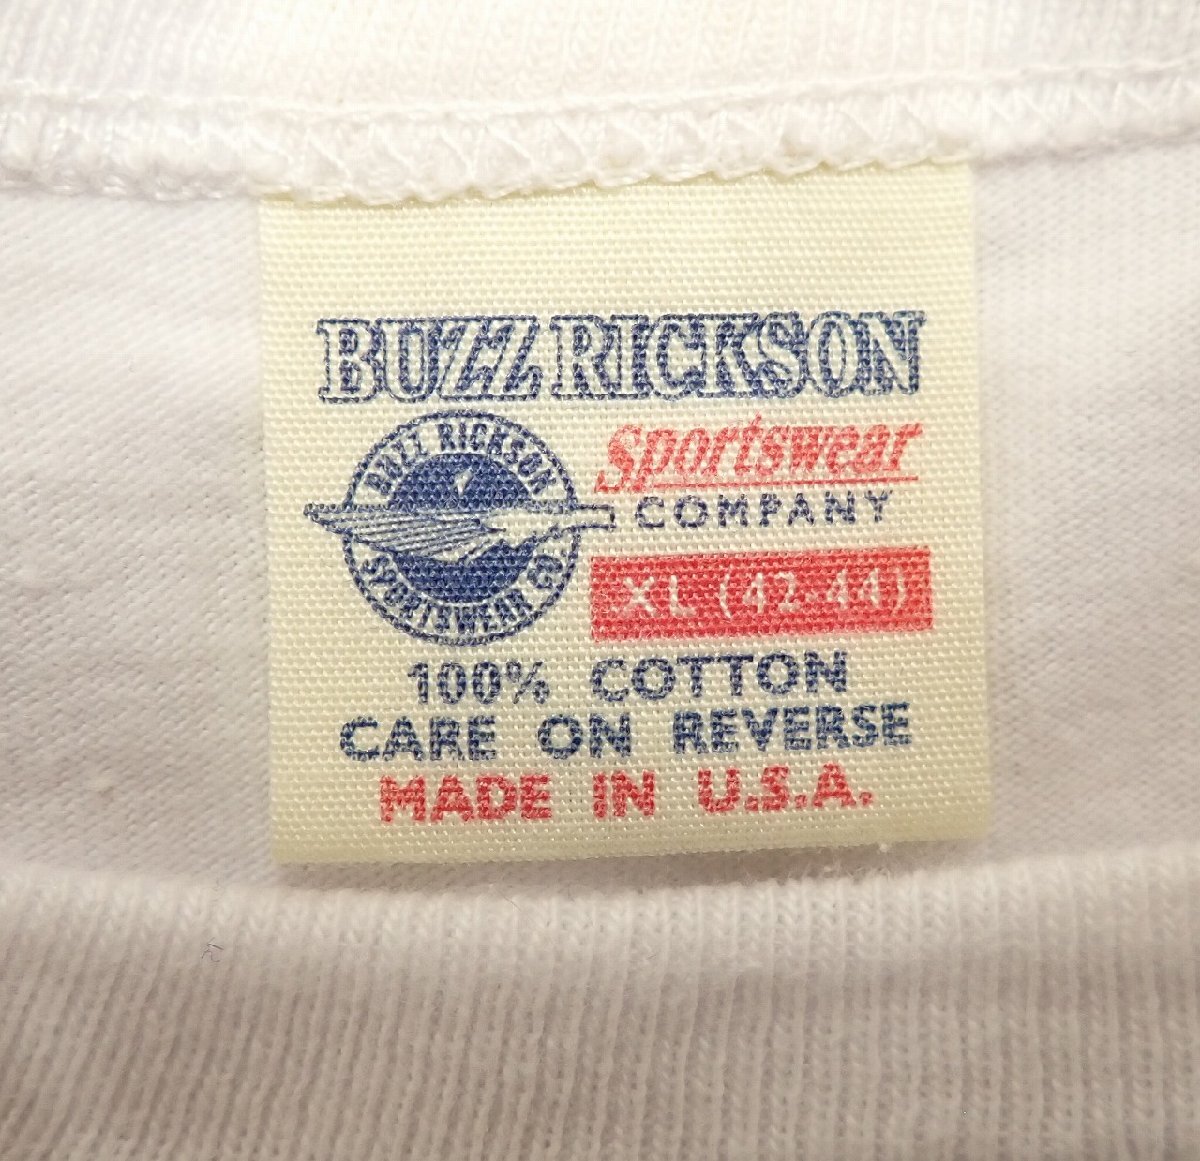 BUZZ RICKSON
Sportswear
COMPANY
BUZZ RICKSON
SPORTSWEAR CO.
XL (42-44)
100% COTTON
CARE ON REVERSE
MADE IN U.S.A.